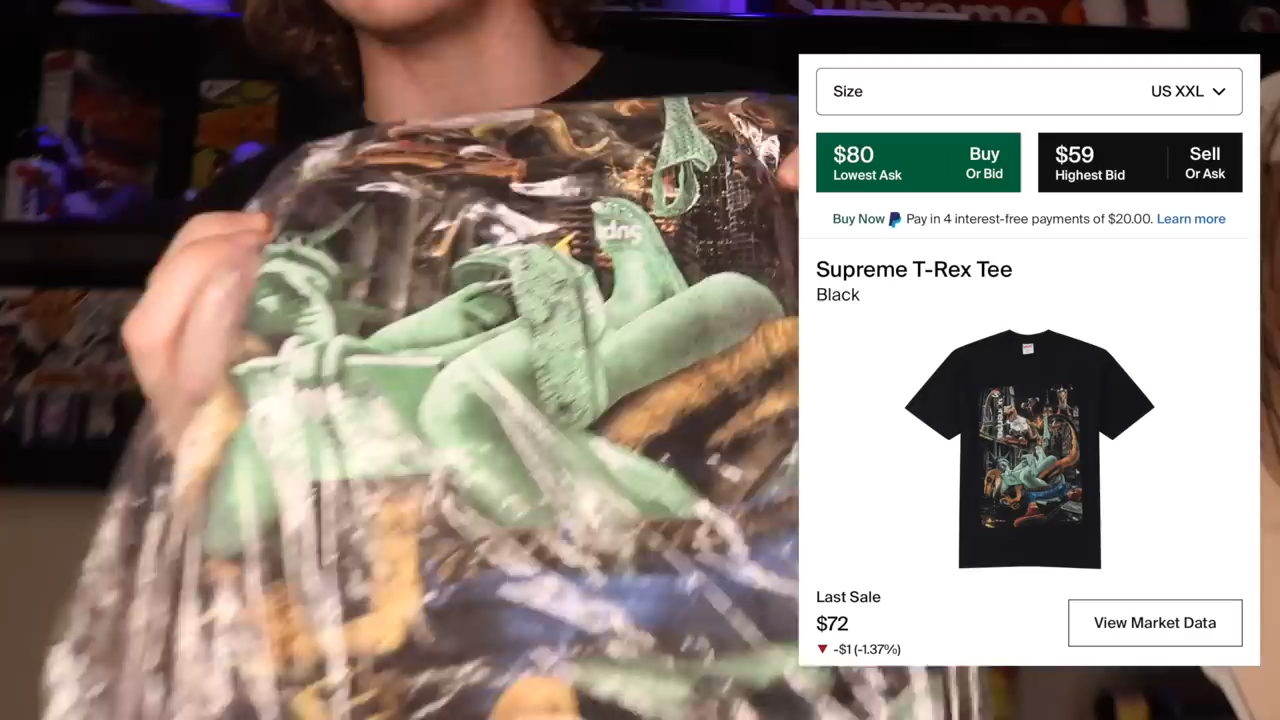 Supreme
Size
US XXL
$80
Lowest Ask
Buy
Or Bid
$59
Highest Bid
Sell
Or Ask
Buy Now Pay in 4 interest-free payments of $20.00. Learn more
Supreme T-Rex Tee
Black
Last Sale
$72
-$1 (-1.37%)
View Market Data